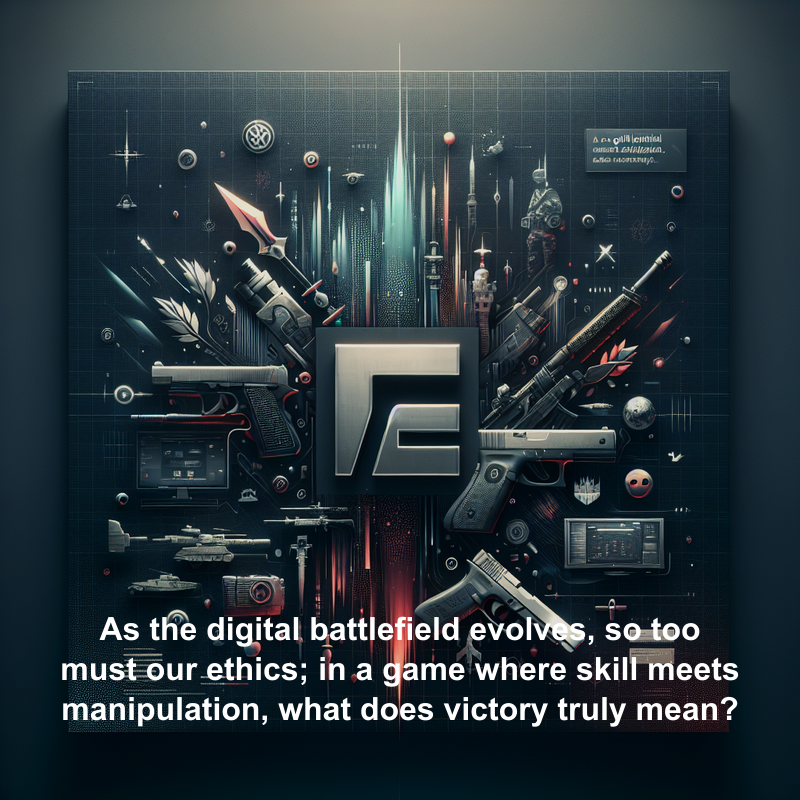 As the digital battlefield evolves, so too
must our ethics; in a game where skill meets
manipulation, what does victory truly mean?